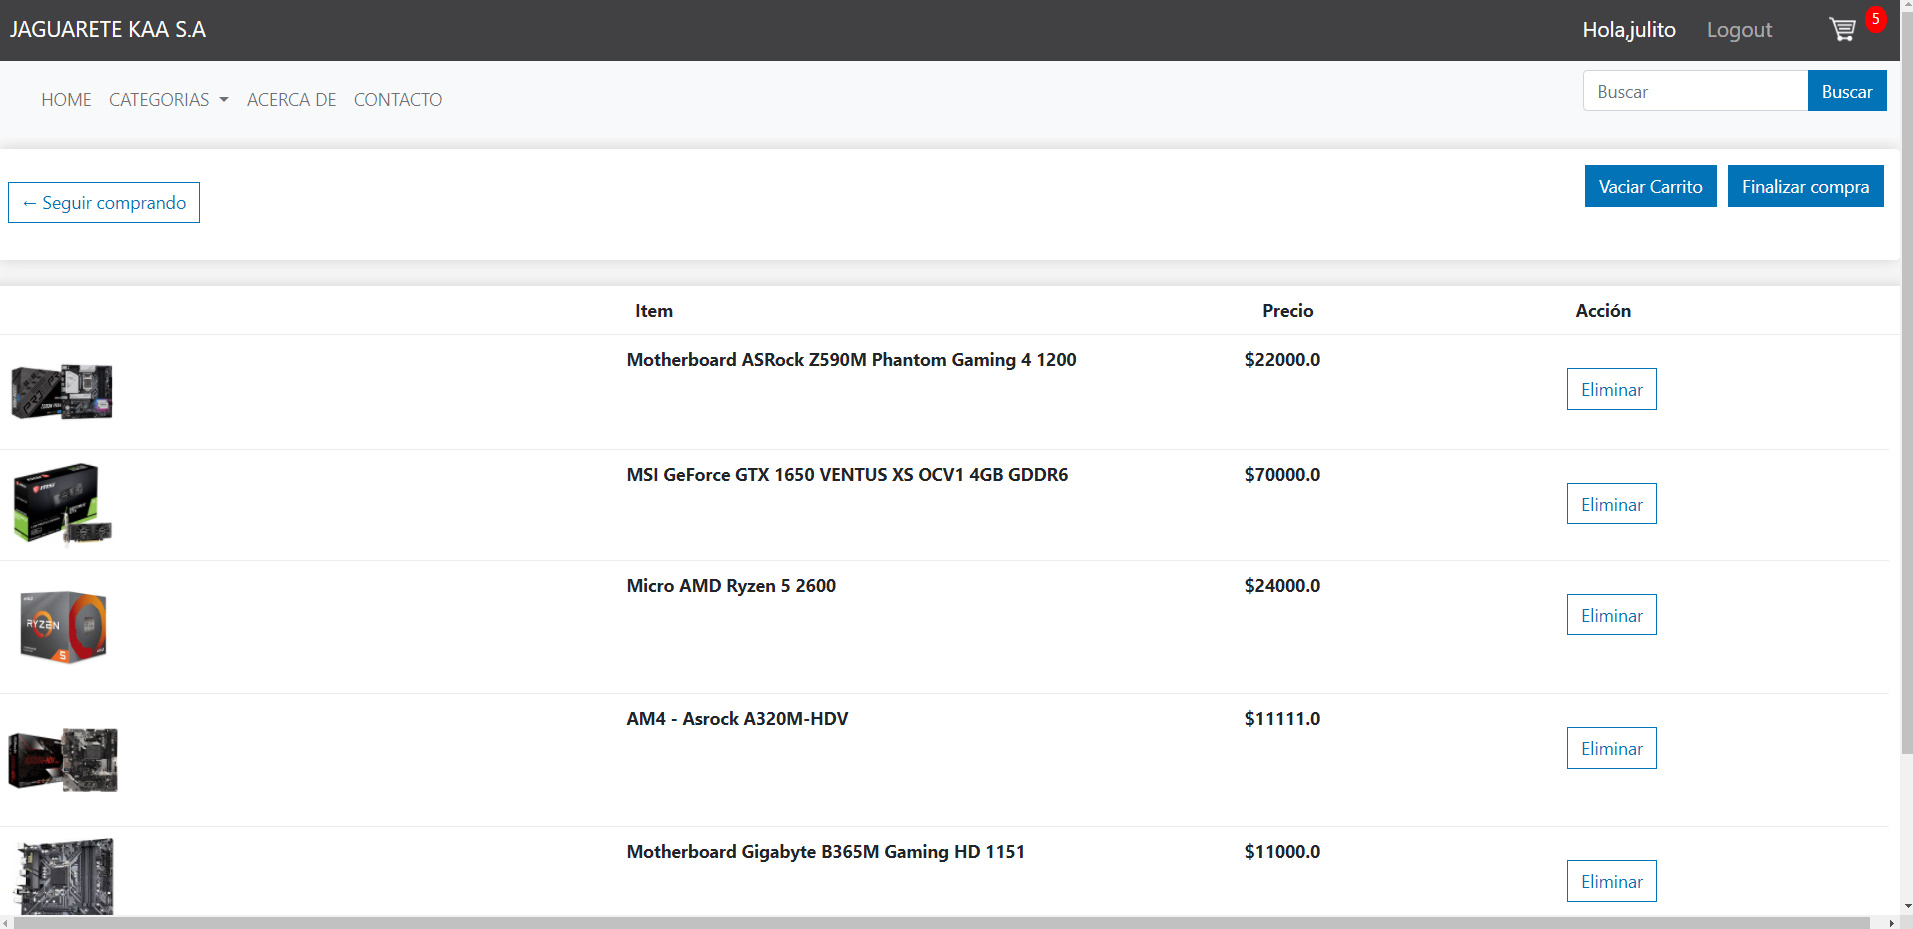 JAGUARETE KAA S.A
Hola,julito Logout 5
HOME CATEGORIAS ACERCA DE CONTACTO
Buscar Buscar
← Seguir comprando
Vaciar Carrito Finalizar compra
Item Precio Acción
Motherboard ASRock Z590M Phantom Gaming 4 1200 $22000.0
Eliminar
MSI GeForce GTX 1650 VENTUS XS OCV1 4GB GDDR6 $70000.0
Eliminar
Micro AMD Ryzen 5 2600 $24000.0
RYZEN
5
Eliminar
AM4 - Asrock A320M-HDV $11111.0
Eliminar
Motherboard Gigabyte B365M Gaming HD 1151 $11000.0
Eliminar